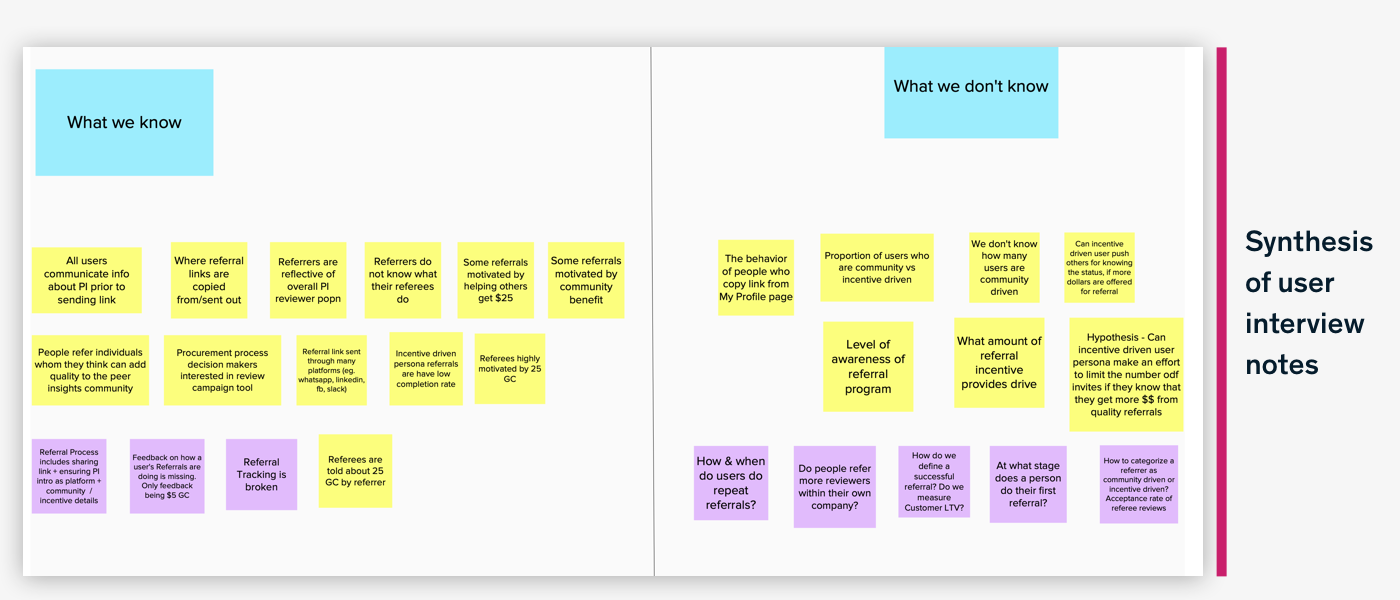 What we know
What we don't know
All users
communicate info
about PI prior to
sending link
Where referral
links are
copied
from/sent out
Referrers are
reflective of
overall PI
reviewer popn
Referrers do
not know what
their referees
do
Some referrals
motivated by
helping others
get $25
Some referrals
motivated by
community
benefit
People refer individuals
whom they think can add
quality to the peer
insights community
Procurement process
decision makers
interested in review
campaign tool
Referral link sent
through many
platforms (eg.
whatsapp, linkedin,
fb, slack)
Incentive driven
persona referrals
are have low
completion rate
Referees highly
motivated by 25
GC
Referral Process
includes sharing
link + ensuring PI
intro as platform +
community /
incentive details
Feedback on how a
user's Referrals are
doing is missing.
Only feedback
being $5 GC
Referral
Tracking is
broken
Referees are
told about 25
GC by referrer
The behavior
of people who
copy link from
My Profile page
Proportion of users who
are community vs
incentive driven
We don't know
how many
users are
community
driven
Can incentive
driven user push
others for knowing
the status, if more
dollars are offered
for referral
Level of
awareness of
referral
program
What amount of
referral
incentive
provides drive
Hypothesis - Can
incentive driven user
persona make an effort
to limit the number odf
invites if they know that
they get more $$ from
quality referrals
How & when
do users do
repeat
referrals?
Do people refer
more reviewers
within their own
company?
How do we
define a
successful
referral? Do we
measure
Customer LTV?
At what stage
does a person
do their first
referral?
How to categorize a
referrer as
community driven or
incentive driven?
Acceptance rate of
referee reviews
Synthesis
of user
interview
notes